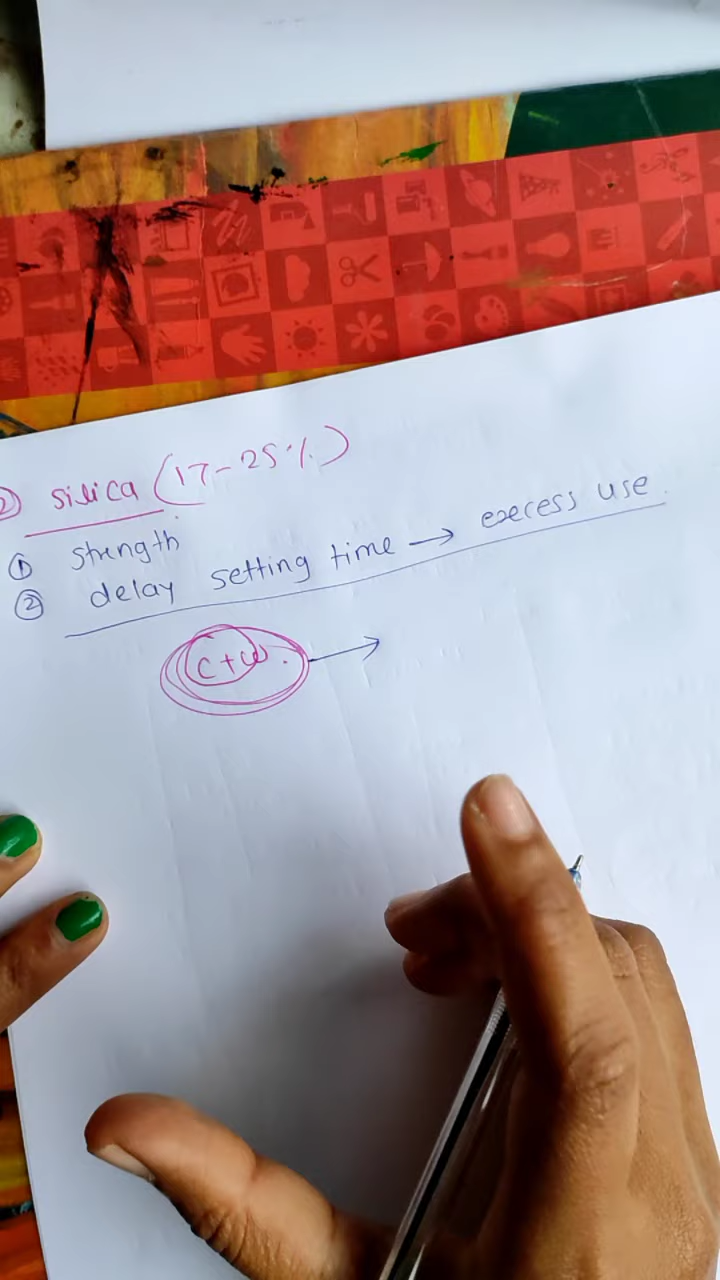 ② silica (17-25%)
① strength
② delay setting time → execess use.
C+W.→